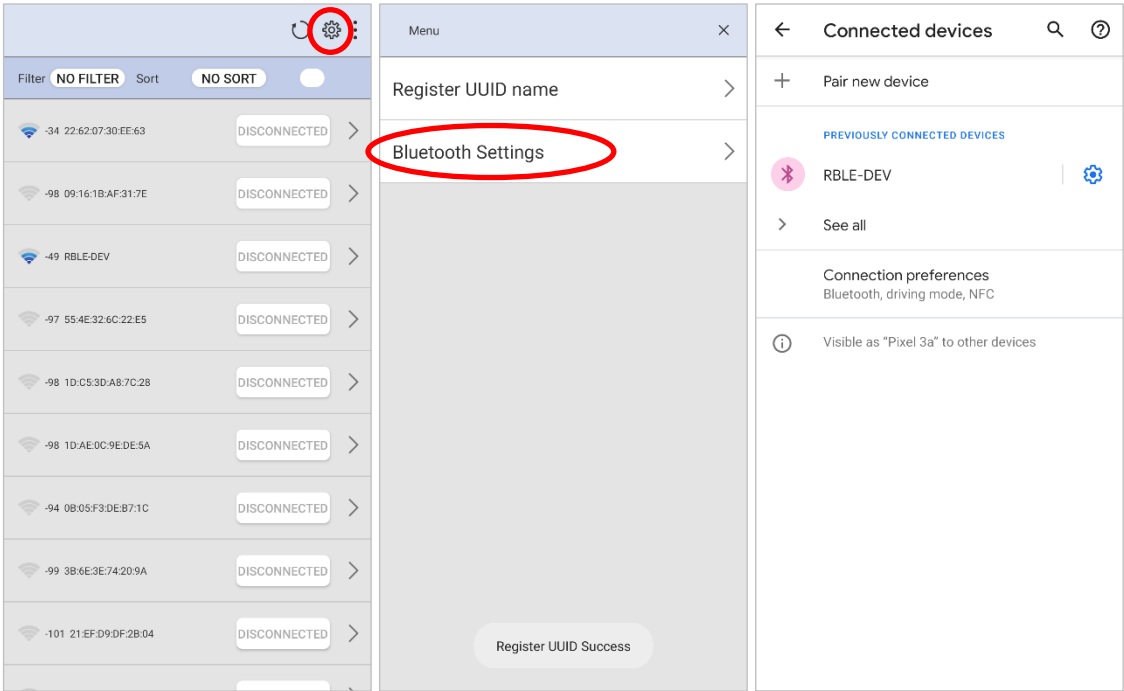 Filter NO FILTER Sort NO SORT
-34 22:62:07:30:EE:63 DISCONNECTED
-98 09:16:1B:AF:31:7E DISCONNECTED
-49 RBLE-DEV DISCONNECTED
-97 55:4E:32:6C:22:E5 DISCONNECTED
-98 1D:C5:3D:A8:7C:28 DISCONNECTED
-98 1D:AE:0C:9E:DE:5A DISCONNECTED
-94 0B:05:F3:DE:B7:1C DISCONNECTED
-99 3B:6E:3E:74:20:9A DISCONNECTED
-101 21:EF:D9:DF:2B:04 DISCONNECTED
Menu
Register UUID name
Bluetooth Settings
Register UUID Success
Connected devices
Pair new device
PREVIOUSLY CONNECTED DEVICES
RBLE-DEV
See all
Connection preferences
Bluetooth, driving mode, NFC
Visible as “Pixel 3a” to other devices